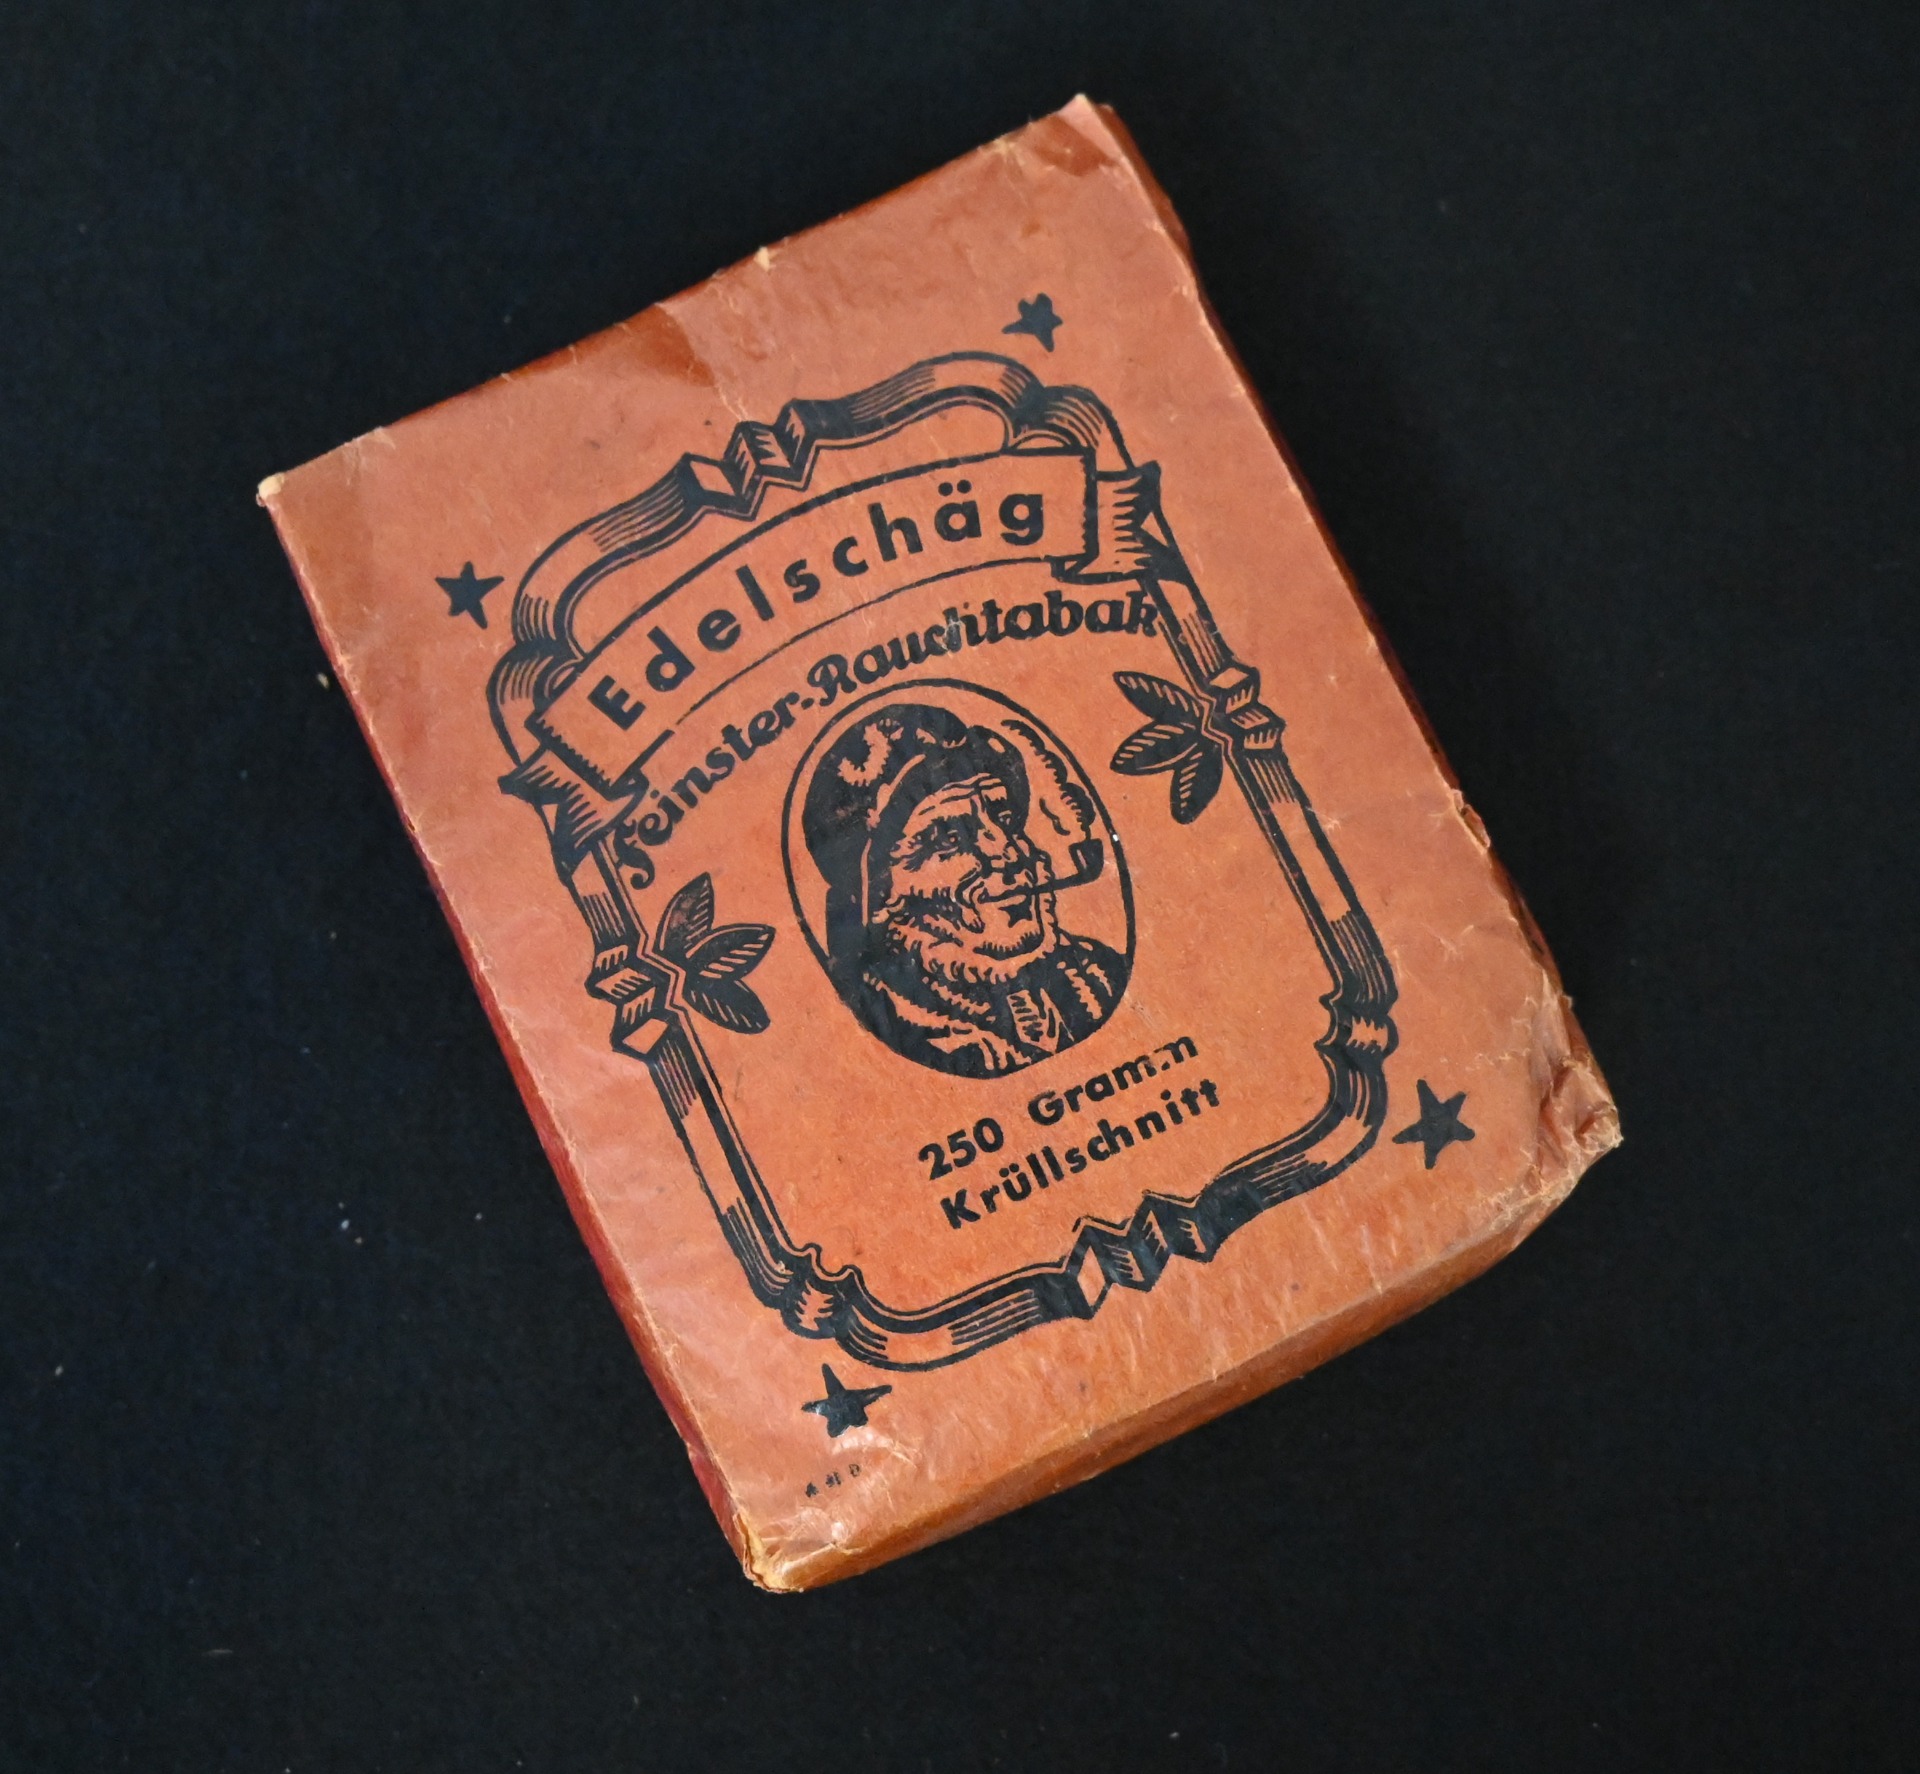 Edelschäg
Feinster-Rauchtabak
250 Gramm
Krüllschnitt